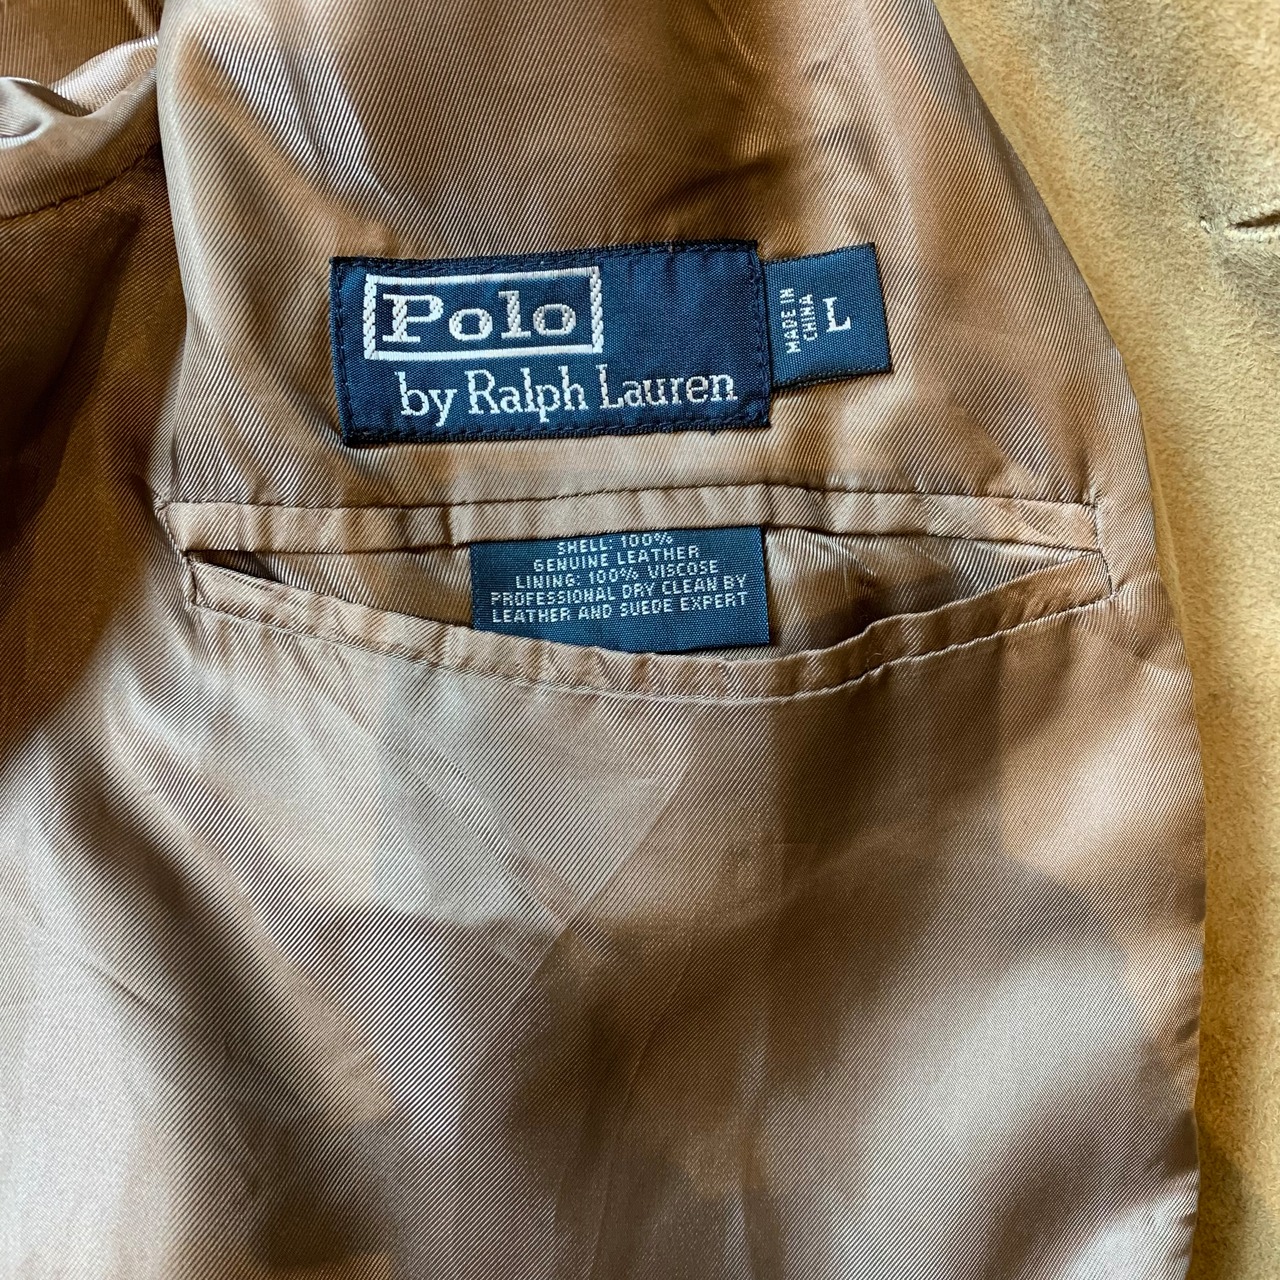 Polo
by Ralph Lauren
MADE IN
CHINA
L
SHELL: 100%
GENUINE LEATHER
LINING: 100% VISCOSE
PROFESSIONAL DRY CLEAN BY
LEATHER AND SUEDE EXPERT